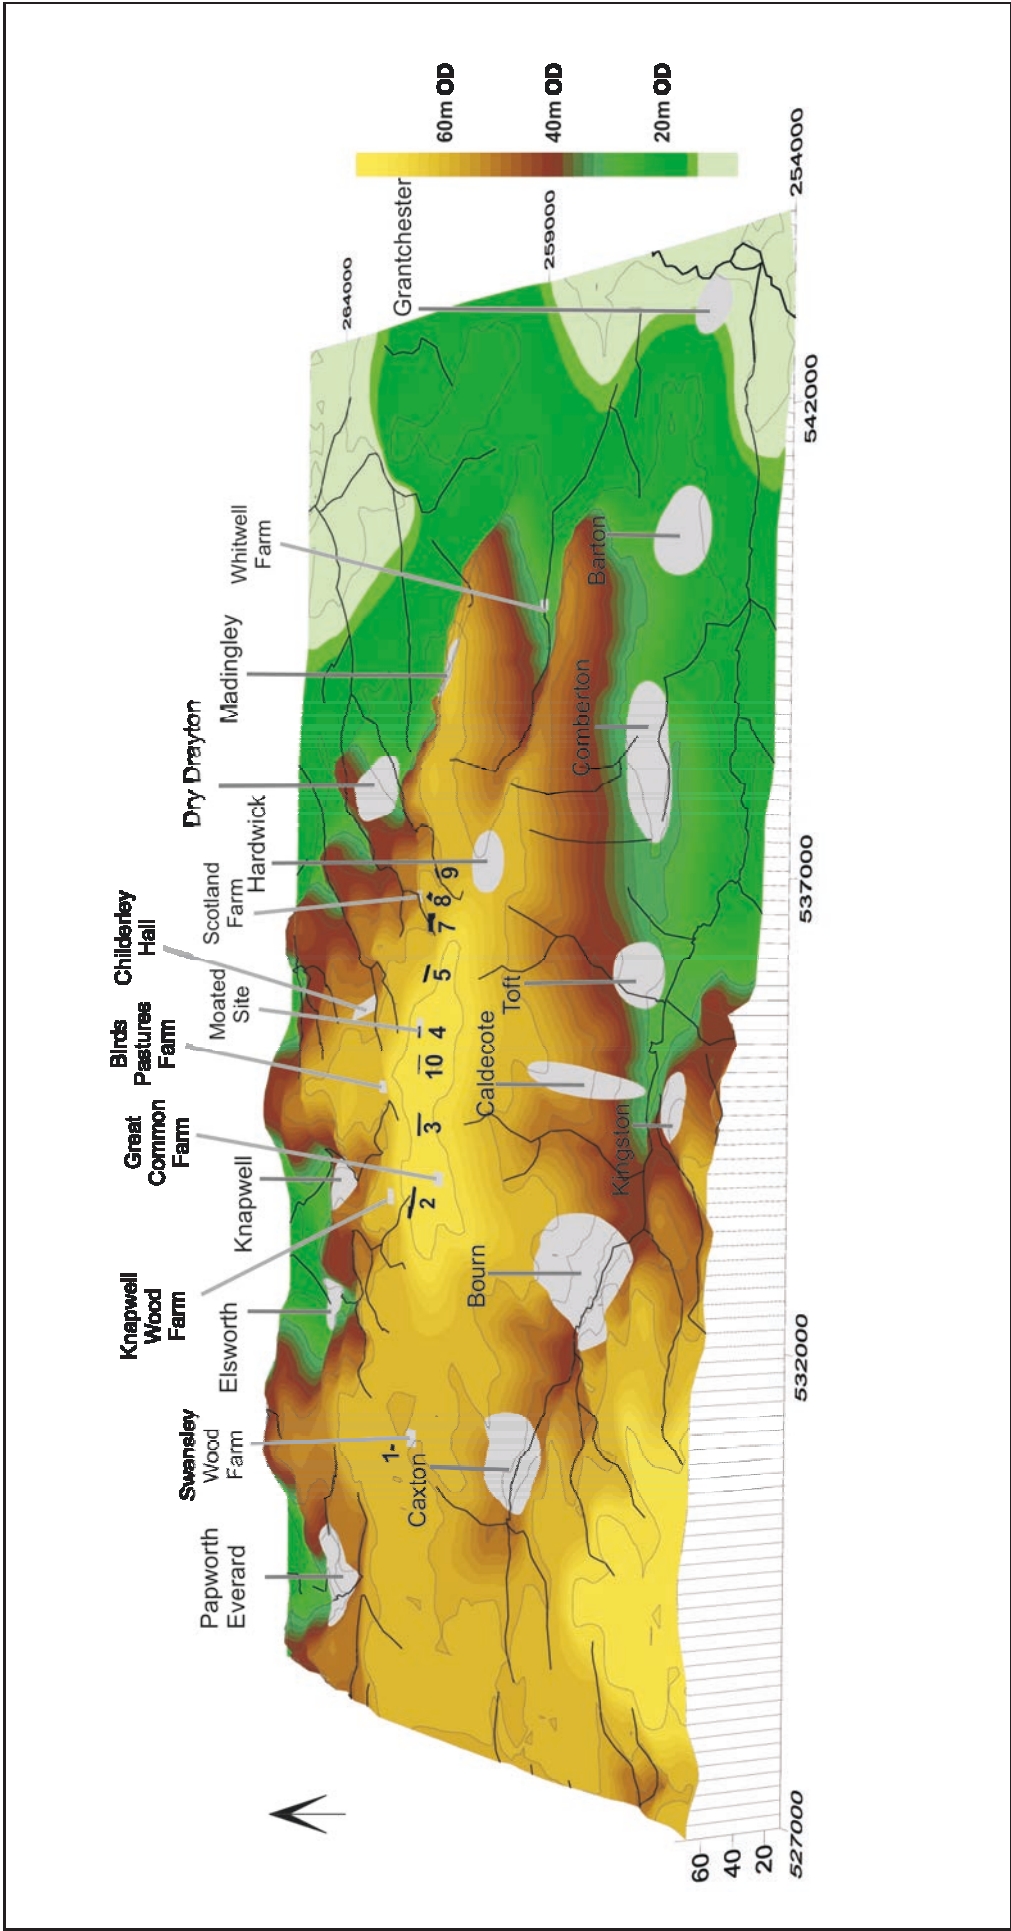 Papworth
Everard
Swansley
Wood
Farm
Elsworth
Knapwell
Wood
Farm
Knapwell
Great
Common
Farm
Birds
Pastures
Farm
Moated
Site
Childerley
Hall
Scotland
Farm
Hardwick
Dry Drayton
Madingley
Whitwell
Farm
Grantchester
1-
2
3
10
4
5
7
8
9
Caxton
Bourn
Caldecote
Toft
Kingston
Comberton
Barton
60m OD
40m OD
20m OD
264000
259000
254000
60
40
20
527000
532000
537000
542000